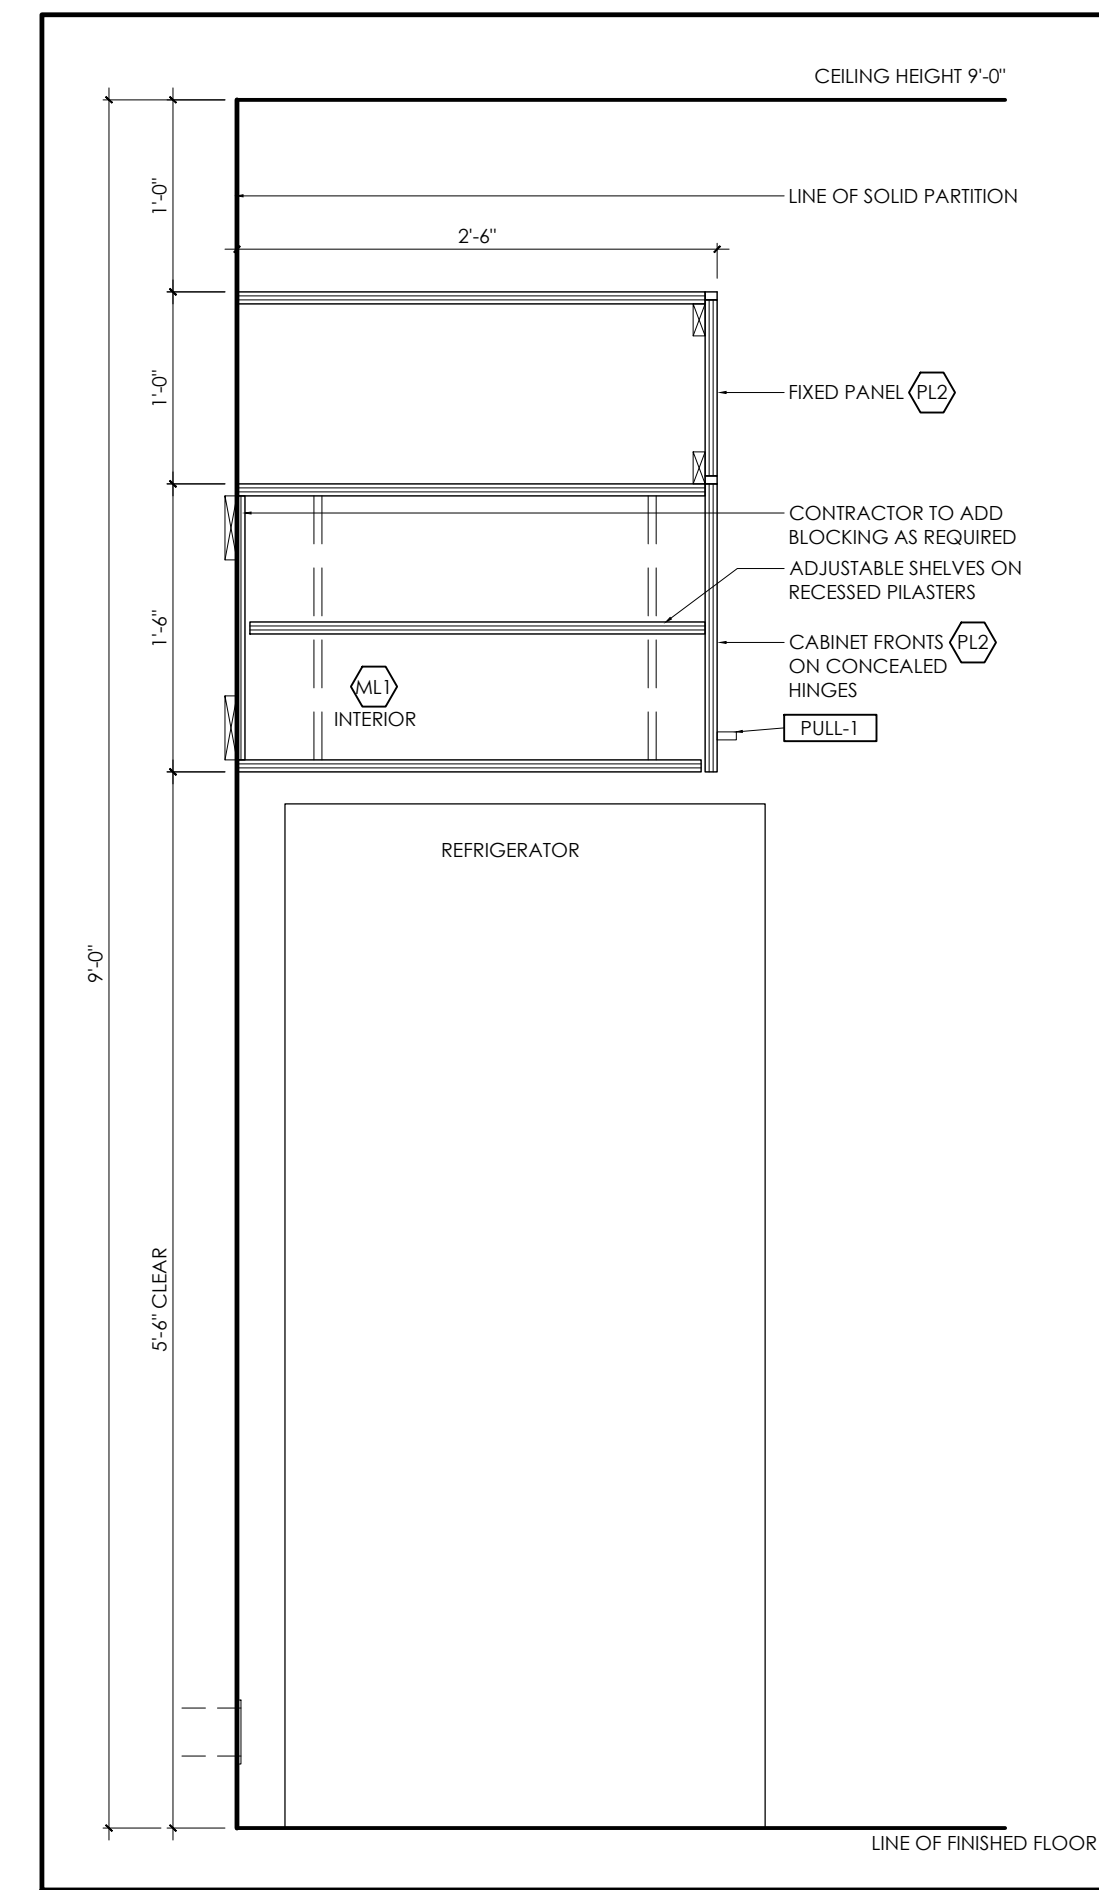 CEILING HEIGHT 9'-0"
1'-0"
LINE OF SOLID PARTITION
2'-6"
1'-0"
FIXED PANEL PL2
CONTRACTOR TO ADD
BLOCKING AS REQUIRED
ADJUSTABLE SHELVES ON
RECESSED PILASTERS
1'-6"
CABINET FRONTS PL2
ON CONCEALED
HINGES
ML1
INTERIOR
PULL-1
REFRIGERATOR
9'-0"
5'-6" CLEAR
LINE OF FINISHED FLOOR